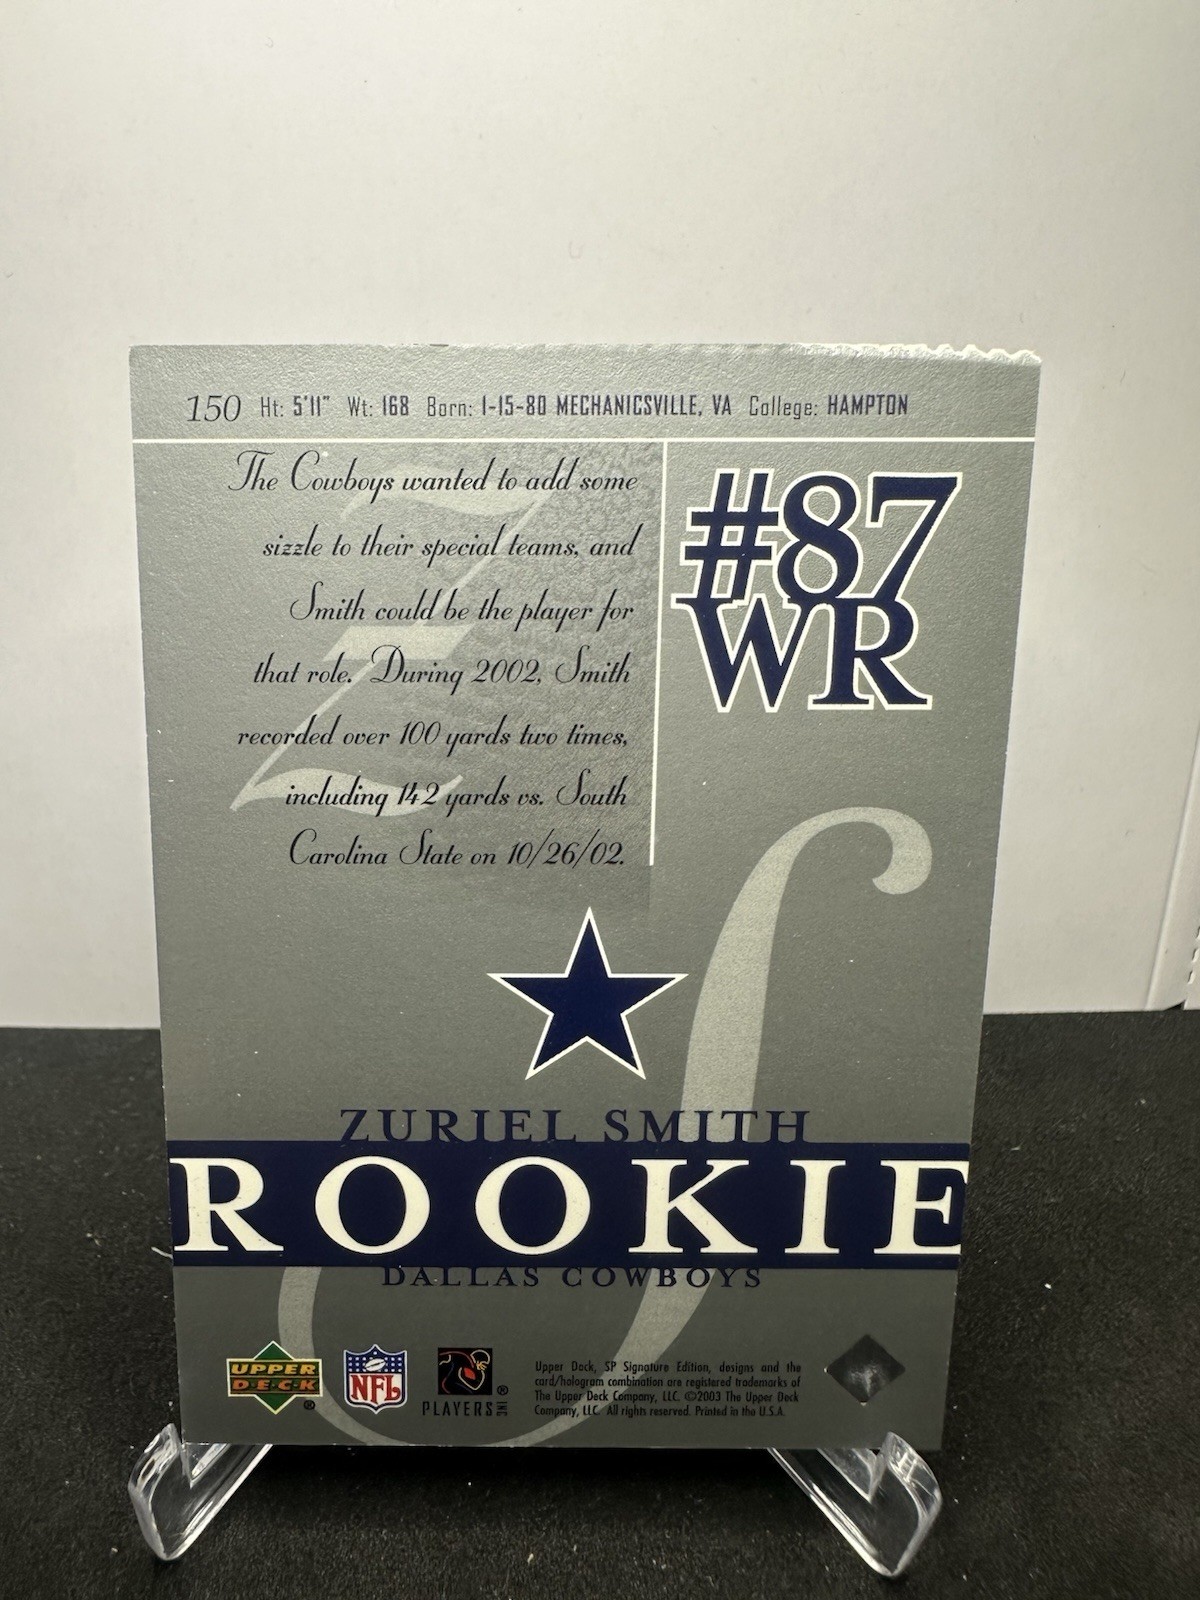 150 Ht: 5'11" Wt: 168 Born: 1-15-80 MECHANICSVILLE, VA College: HAMPTON
The Cowboys wanted to add some
sizzle to their special teams, and
Smith could be the player for
that role. During 2002, Smith
recorded over 100 yards two times,
including 142 yards vs. South
Carolina State on 10/26/02.
#87
WR
ZURIEL SMITH
ROOKIE
DALLAS COWBOYS
UPPER
DECK
®
NFL
PLAYERS INC
®
Upper Deck, SP Signature Edition, designs and the
card/hologram combination are registered trademarks of
The Upper Deck Company, LLC. ©2003 The Upper Deck
Company, LLC. All rights reserved. Printed in the U.S.A.